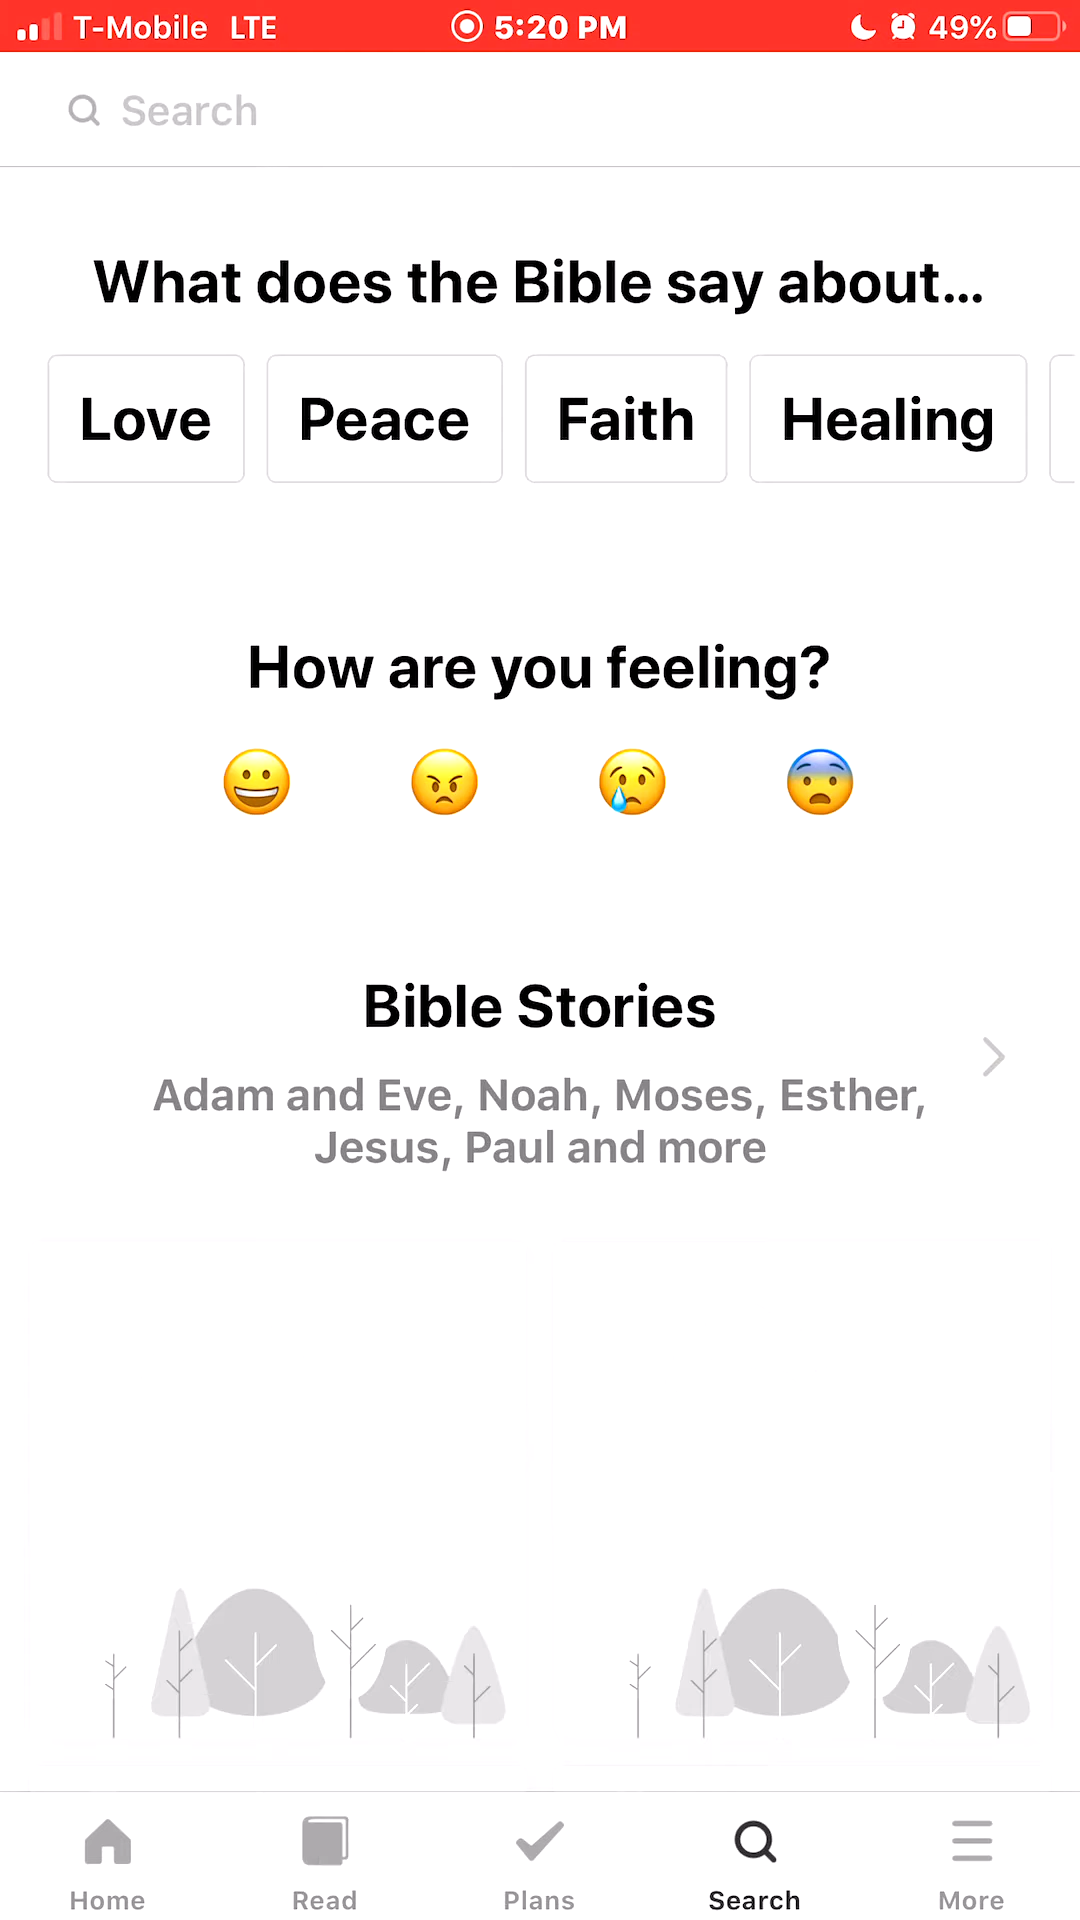 T-Mobile LTE 5:20 PM 49%
Search
What does the Bible say about...
Love Peace Faith Healing
How are you feeling?
Bible Stories
Adam and Eve, Noah, Moses, Esther,
Jesus, Paul and more
Home Read Plans Search More